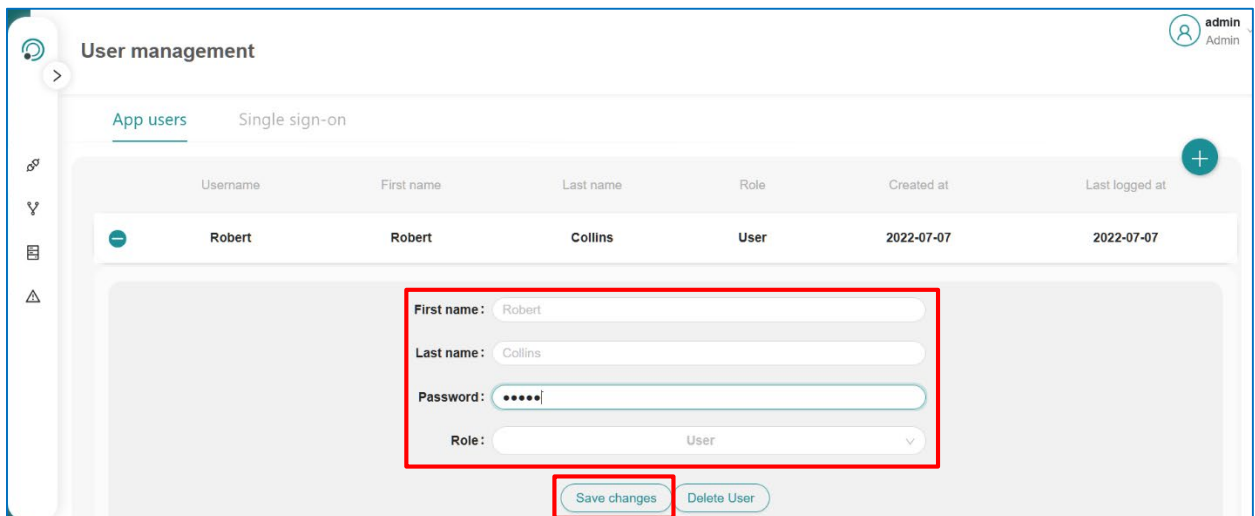 admin
Admin
User management
App users Single sign-on
Username First name Last name Role Created at Last logged at
Robert Robert Collins User 2022-07-07 2022-07-07
First name: Robert
Last name: Collins
Password: •••••
Role: User
Save changes Delete User